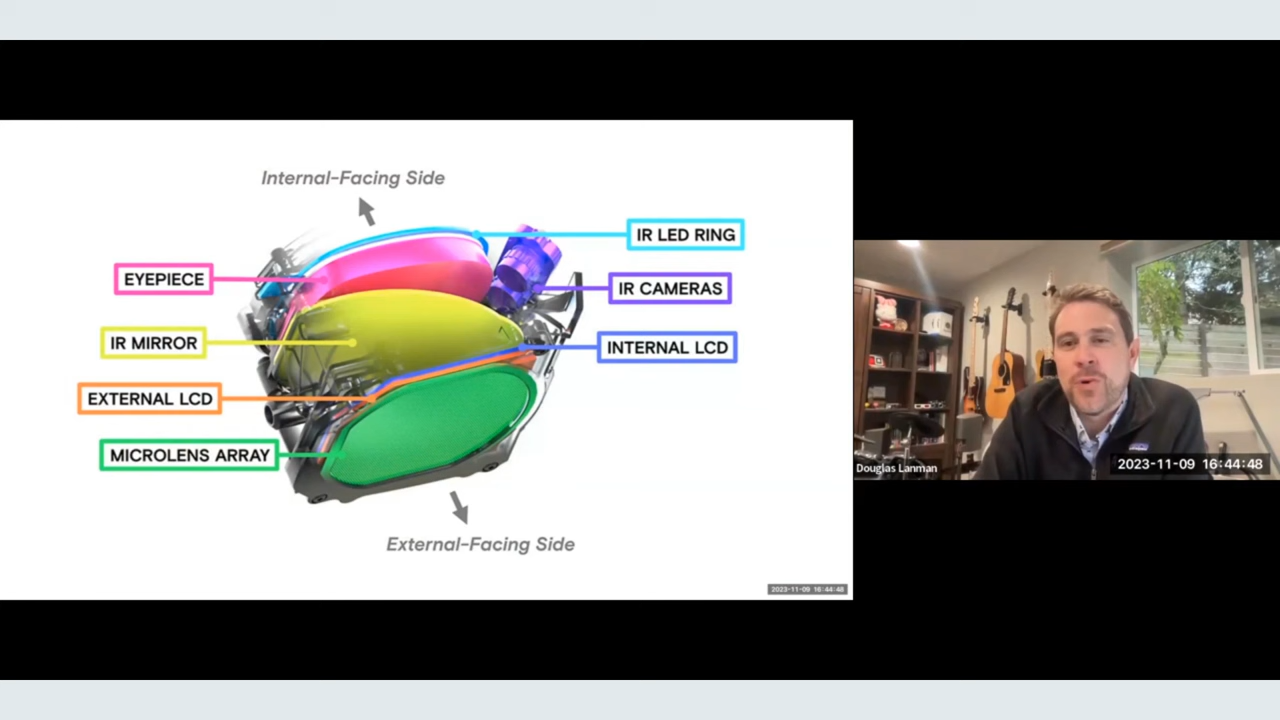 Internal-Facing Side
IR LED RING
EYEPIECE
IR CAMERAS
IR MIRROR
INTERNAL LCD
EXTERNAL LCD
MICROLENS ARRAY
External-Facing Side
2023-11-09 16:44:48
Douglas Lanman
2023-11-09 16:44:48